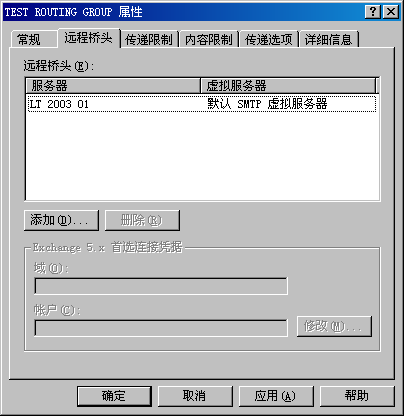 TEST ROUTING GROUP 属性
常规 远程桥头 传递限制 内容限制 传递选项 详细信息
远程桥头(E):
服务器 虚拟服务器
LT 2003 01 默认 SMTP 虚拟服务器
添加(D)... 删除(R)
Exchange 5.x 首选连接凭据
域(O):
帐户(C):
修改(M)...
确定 取消 应用(A) 帮助